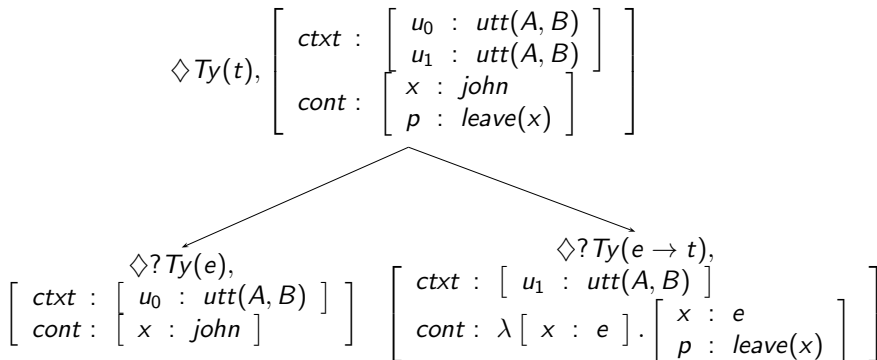 ◇Ty(t), [ ctxt : [ u₀ : utt(A, B)
u₁ : utt(A, B) ]
cont : [ x : john
p : leave(x) ] ]
◇?Ty(e),
[ ctxt : [ u₀ : utt(A, B) ]
cont : [ x : john ] ]
◇?Ty(e → t),
[ ctxt : [ u₁ : utt(A, B) ]
cont : λ [ x : e ] . [ x : e
p : leave(x) ] ]